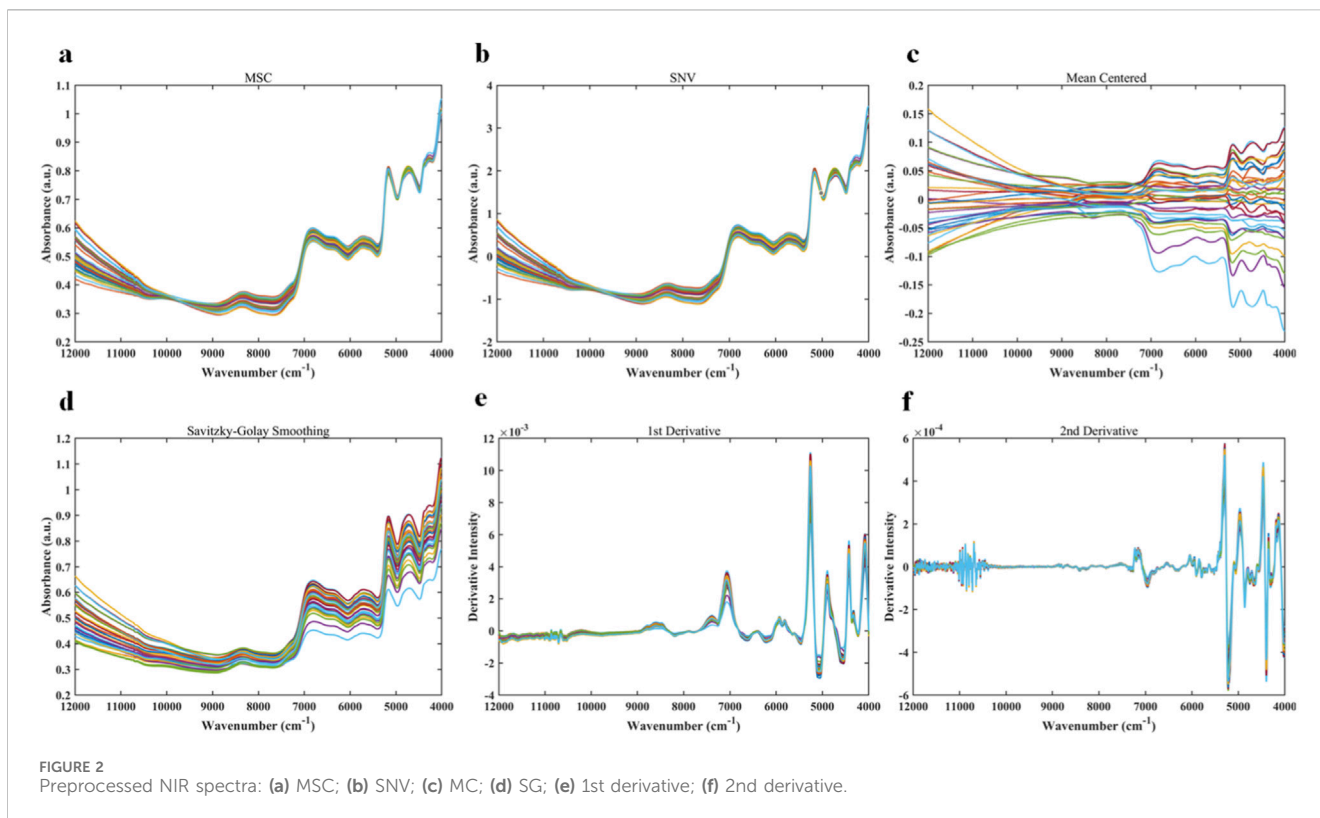 a
MSC
1.1
1
0.9
0.8
0.7
0.6
0.5
0.4
0.3
0.2
Absorbance (a.u.)
12000 11000 10000 9000 8000 7000 6000 5000 4000
Wavenumber (cm⁻¹)
b
SNV
4
3
2
1
0
-1
-2
Absorbance (a.u.)
12000 11000 10000 9000 8000 7000 6000 5000 4000
Wavenumber (cm⁻¹)
c
Mean Centered
0.2
0.15
0.1
0.05
0
-0.05
-0.1
-0.15
-0.2
-0.25
Absorbance (a.u.)
12000 11000 10000 9000 8000 7000 6000 5000 4000
Wavenumber (cm⁻¹)
d
Savitzky-Golay Smoothing
1.2
1.1
1
0.9
0.8
0.7
0.6
0.5
0.4
0.3
0.2
Absorbance (a.u.)
12000 11000 10000 9000 8000 7000 6000 5000 4000
Wavenumber (cm⁻¹)
e
1st Derivative
×10⁻³
12
10
8
6
4
2
0
-2
-4
Derivative Intensity
12000 11000 10000 9000 8000 7000 6000 5000 4000
Wavenumber (cm⁻¹)
f
2nd Derivative
×10⁻⁴
6
4
2
0
-2
-4
-6
Derivative Intensity
12000 11000 10000 9000 8000 7000 6000 5000 4000
Wavenumber (cm⁻¹)
FIGURE 2
Preprocessed NIR spectra: (a) MSC; (b) SNV; (c) MC; (d) SG; (e) 1st derivative; (f) 2nd derivative.